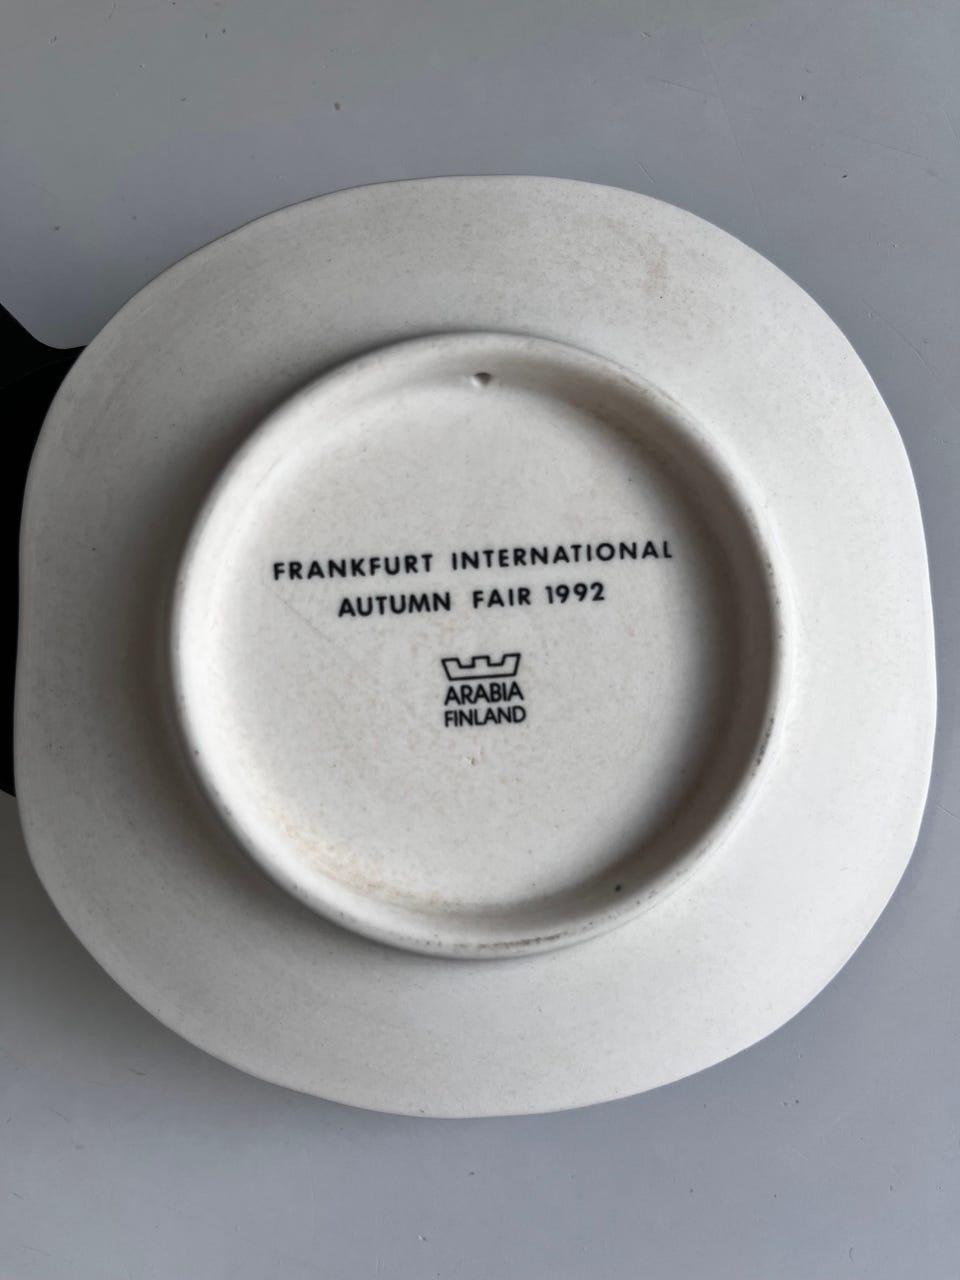 FRANKFURT INTERNATIONAL
AUTUMN FAIR 1992
ARABIA
FINLAND